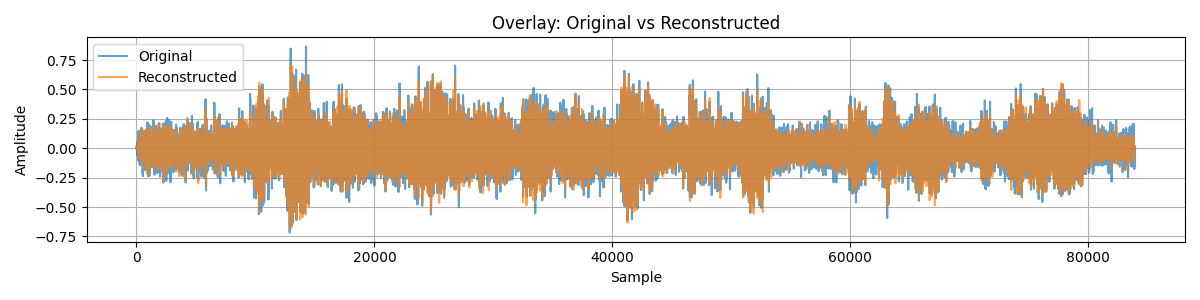 Overlay: Original vs Reconstructed
Original
Reconstructed
Amplitude
0.75
0.50
0.25
0.00
−0.25
−0.50
−0.75
0
20000
40000
60000
80000
Sample